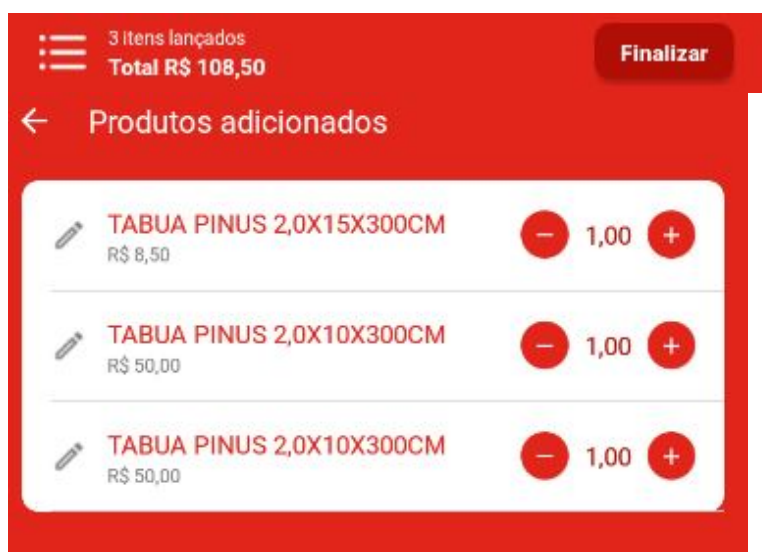 3 itens lançados
Total R$ 108,50
Finalizar
Produtos adicionados
TABUA PINUS 2,0X15X300CM
R$ 8,50
1,00
TABUA PINUS 2,0X10X300CM
R$ 50,00
1,00
TABUA PINUS 2,0X10X300CM
R$ 50,00
1,00